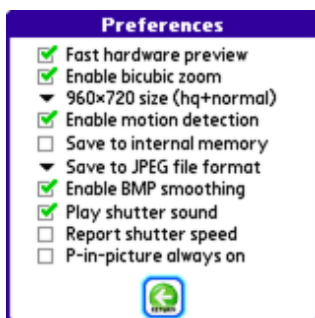 Preferences
Fast hardware preview
Enable bicubic zoom
960×720 size (hq+normal)
Enable motion detection
Save to internal memory
Save to JPEG file format
Enable BMP smoothing
Play shutter sound
Report shutter speed
P-in-picture always on
RETURN